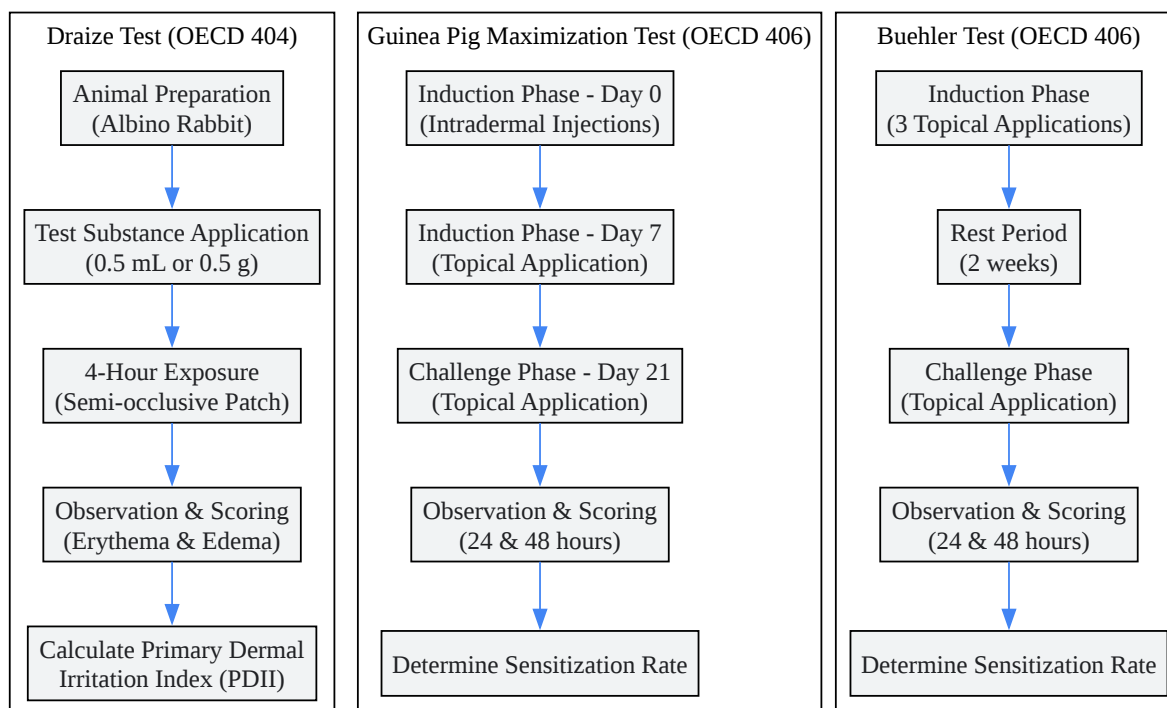 Draize Test (OECD 404)
Animal Preparation
(Albino Rabbit)
Test Substance Application
(0.5 mL or 0.5 g)
4-Hour Exposure
(Semi-occlusive Patch)
Observation & Scoring
(Erythema & Edema)
Calculate Primary Dermal
Irritation Index (PDII)
Guinea Pig Maximization Test (OECD 406)
Induction Phase - Day 0
(Intradermal Injections)
Induction Phase - Day 7
(Topical Application)
Challenge Phase - Day 21
(Topical Application)
Observation & Scoring
(24 & 48 hours)
Determine Sensitization Rate
Buehler Test (OECD 406)
Induction Phase
(3 Topical Applications)
Rest Period
(2 weeks)
Challenge Phase
(Topical Application)
Observation & Scoring
(24 & 48 hours)
Determine Sensitization Rate